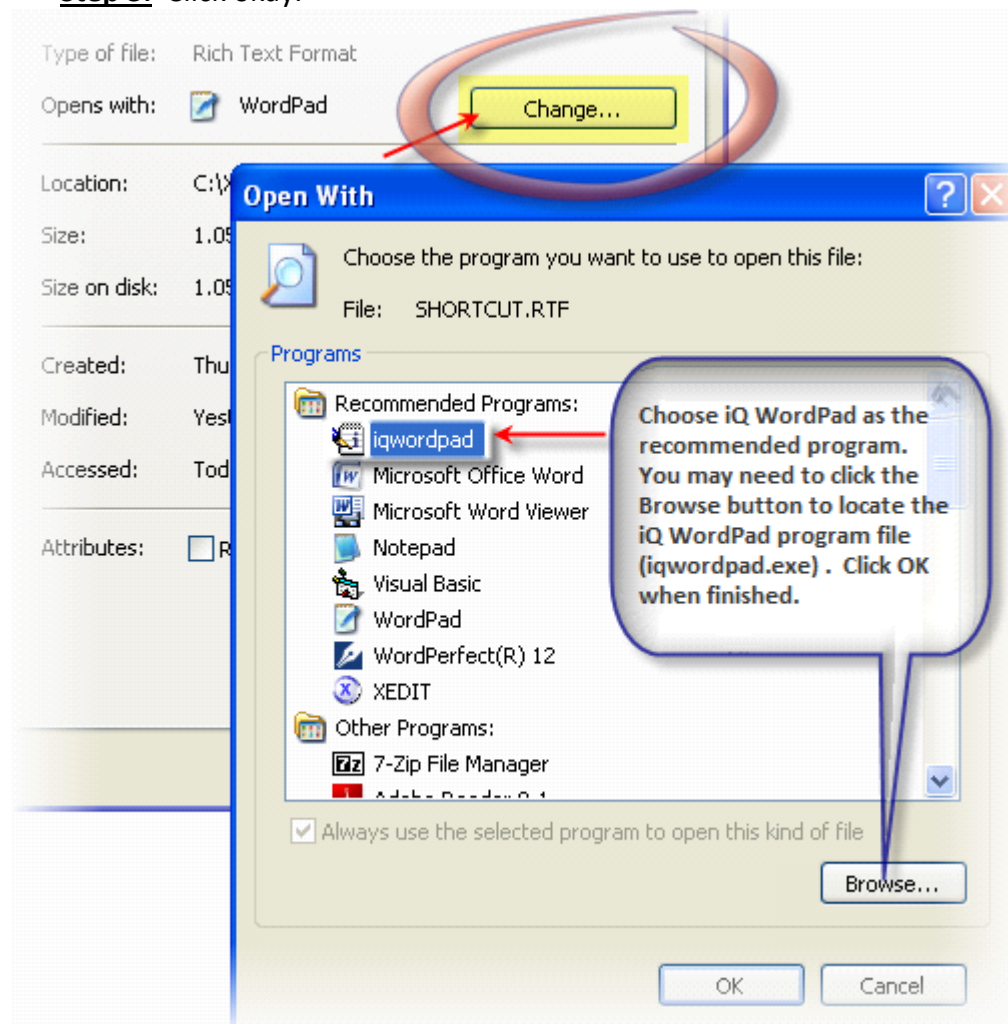 Click okay.
Type of file: Rich Text Format
Opens with: WordPad
Change...
Location: C:\
Size: 1.05
Size on disk: 1.05
Created: Thu
Modified: Yest
Accessed: Tod
Attributes: R
Open With
Choose the program you want to use to open this file:
File: SHORTCUT.RTF
Programs
Recommended Programs:
iqwordpad
Microsoft Office Word
Microsoft Word Viewer
Notepad
Visual Basic
WordPad
WordPerfect(R) 12
XEDIT
Other Programs:
7-Zip File Manager
Choose iQ WordPad as the
recommended program.
You may need to click the
Browse button to locate the
iQ WordPad program file
(iqwordpad.exe) . Click OK
when finished.
Always use the selected program to open this kind of file
Browse...
OK
Cancel